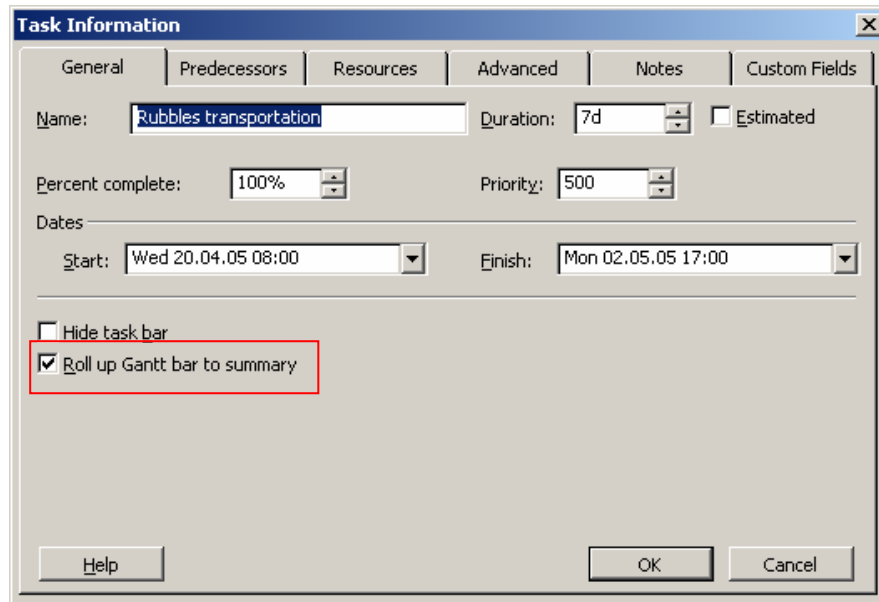 Task Information
General Predecessors Resources Advanced Notes Custom Fields
Name: Rubbles transportation Duration: 7d Estimated
Percent complete: 100% Priority: 500
Dates
Start: Wed 20.04.05 08:00 Finish: Mon 02.05.05 17:00
Hide task bar
Roll up Gantt bar to summary
Help OK Cancel